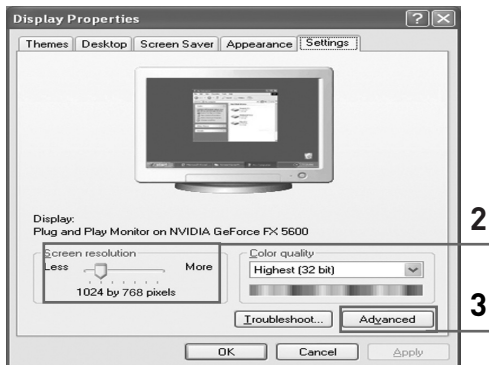 Display Properties
Themes Desktop Screen Saver Appearance Settings
Display:
Plug and Play Monitor on NVIDIA GeForce FX 5600
Screen resolution
Less More
1024 by 768 pixels
Color quality
Highest (32 bit)
2
Troubleshoot... Advanced
3
OK Cancel Apply